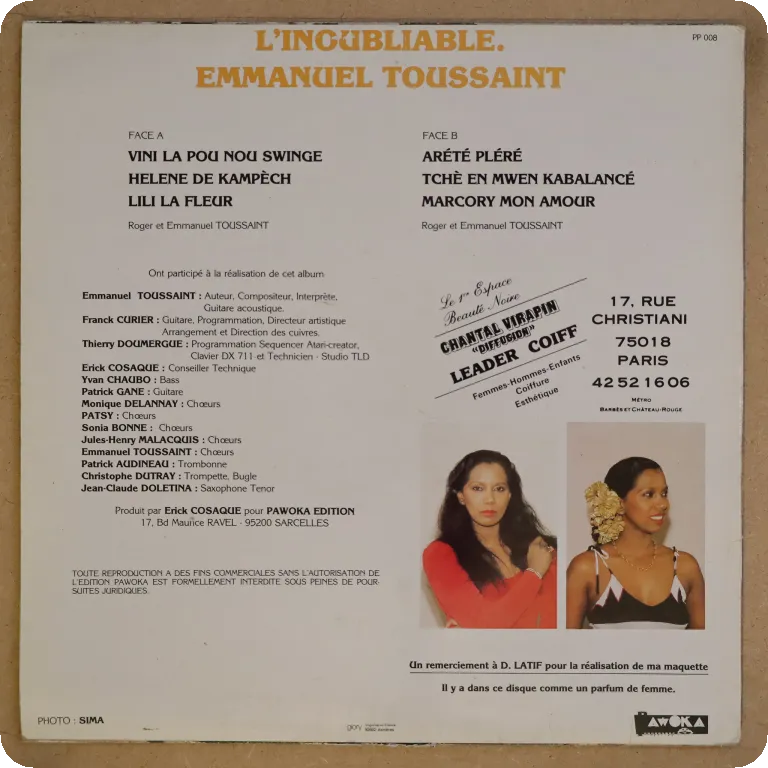 L'INOUBLIABLE.
EMMANUEL TOUSSAINT
PP 008
FACE A
VINI LA POU NOU SWINGE
HELENE DE KAMPÈCH
LILI LA FLEUR
Roger et Emmanuel TOUSSAINT
FACE B
ARÉTÉ PLÉRÉ
TCHÈ EN MWEN KABALANCÉ
MARCORY MON AMOUR
Roger et Emmanuel TOUSSAINT
Ont participé à la réalisation de cet album
Emmanuel TOUSSAINT : Auteur, Compositeur, Interprète,
Guitare acoustique.
Franck CURIER : Guitare, Programmation, Directeur artistique
Arrangement et Direction des cuivres.
Thierry DOUMERGUE : Programmation Sequencer Atari-creator,
Clavier DX 711 et Technicien - Studio TLD
Erick COSAQUE : Conseiller Technique
Yvan CHAUBO : Bass
Patrick GANE : Guitare
Monique DELANNAY : Chœurs
PATSY : Chœurs
Sonia BONNE : Chœurs
Jules-Henry MALACQUIS : Chœurs
Emmanuel TOUSSAINT : Chœurs
Patrick AUDINEAU : Trombonne
Christophe DUTRAY : Trompette, Bugle
Jean-Claude DOLETINA : Saxophone Tenor
Produit par Erick COSAQUE pour PAWOKA EDITION
17, Bd Maurice RAVEL - 95200 SARCELLES
TOUTE REPRODUCTION A DES FINS COMMERCIALES SANS L'AUTORISATION DE
L'EDITION PAWOKA EST FORMELLEMENT INTERDITE SOUS PEINES DE POUR-
SUITES JURIDIQUES.
Le 1er Espace
Beauté Noire
CHANTAL VIRAPIN
"DIFFUSION"
LEADER COIFF
Femmes-Hommes-Enfants
Coiffure
Esthétique
17, RUE
CHRISTIANI
75018
PARIS
42 52 16 06
MÉTRO
BARBÈS ET CHÂTEAU-ROUGE
Un remerciement à D. LATIF pour la réalisation de ma maquette
Il y a dans ce disque comme un parfum de femme.
PHOTO : SIMA
glory
PAWOKA